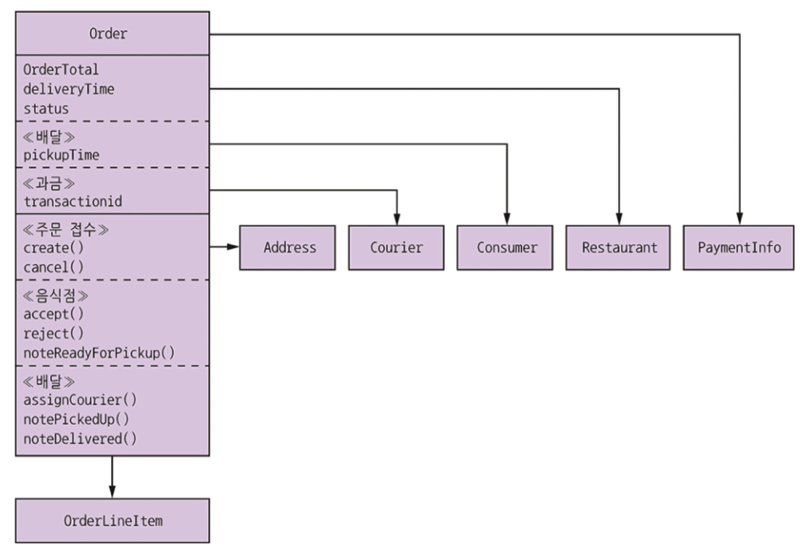 Order
OrderTotal
deliveryTime
status
≪배달≫
pickupTime
≪과금≫
transactionid
≪주문 접수≫
create()
cancel()
≪음식점≫
accept()
reject()
noteReadyForPickup()
≪배달≫
assignCourier()
notePickedUp()
noteDelivered()
Address
Courier
Consumer
Restaurant
PaymentInfo
OrderLineItem